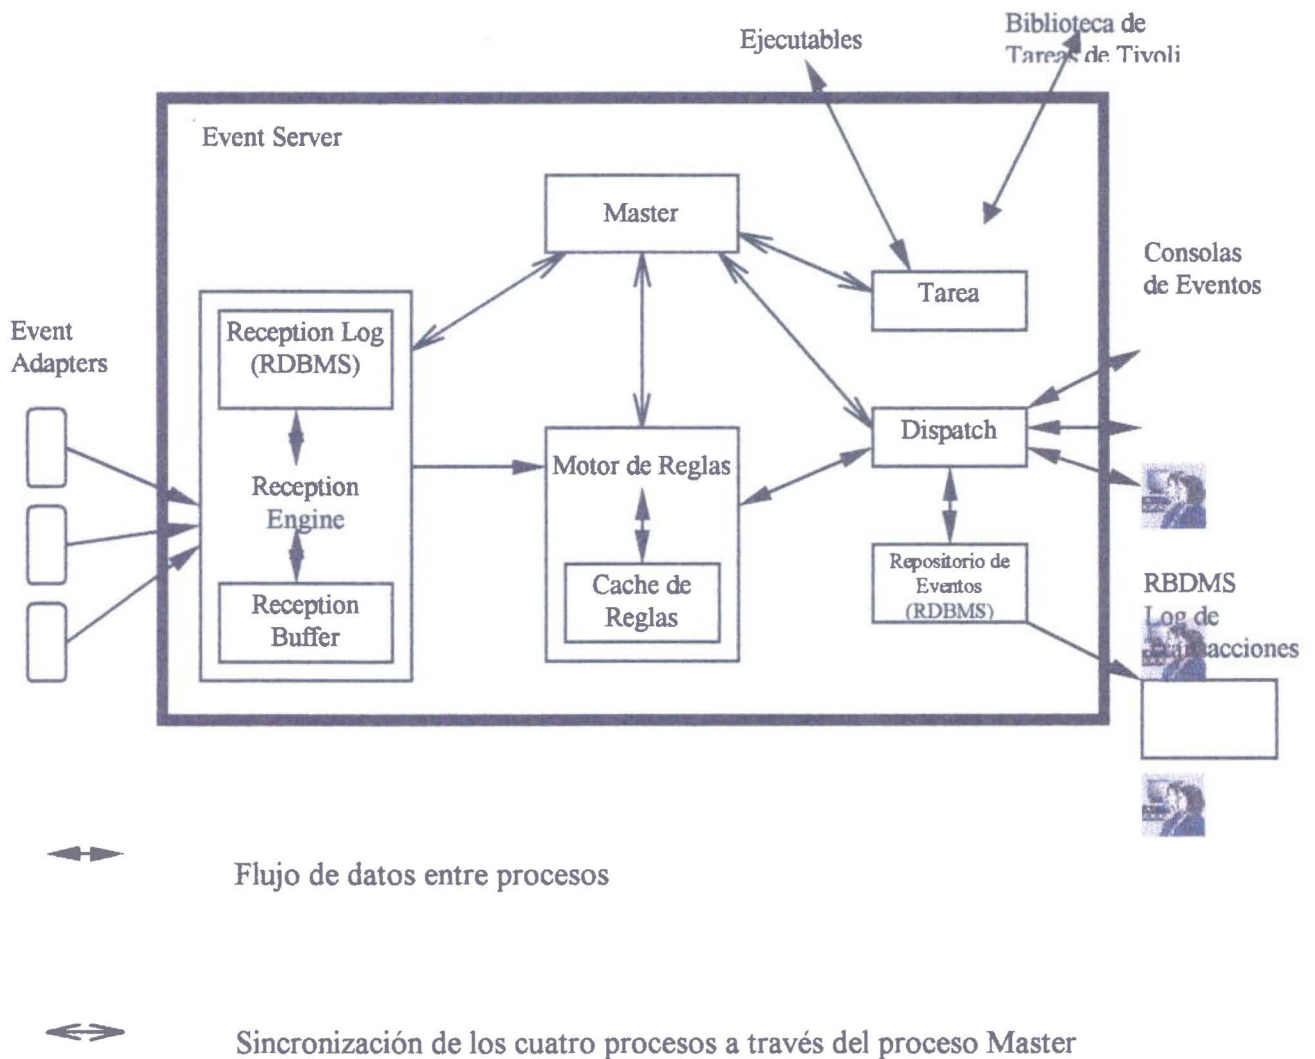 Ejecutables
Biblioteca de
Tareas de Tivoli
Event Server
Master
Tarea
Consolas
de Eventos
Event
Adapters
Reception Log
(RDBMS)
Reception
Engine
Reception
Buffer
Motor de Reglas
Cache de
Reglas
Dispatch
Repositorio de
Eventos
(RDBMS)
RBDMS
Log de
Flujo de datos entre procesos
Sincronización de los cuatro procesos a través del proceso Master